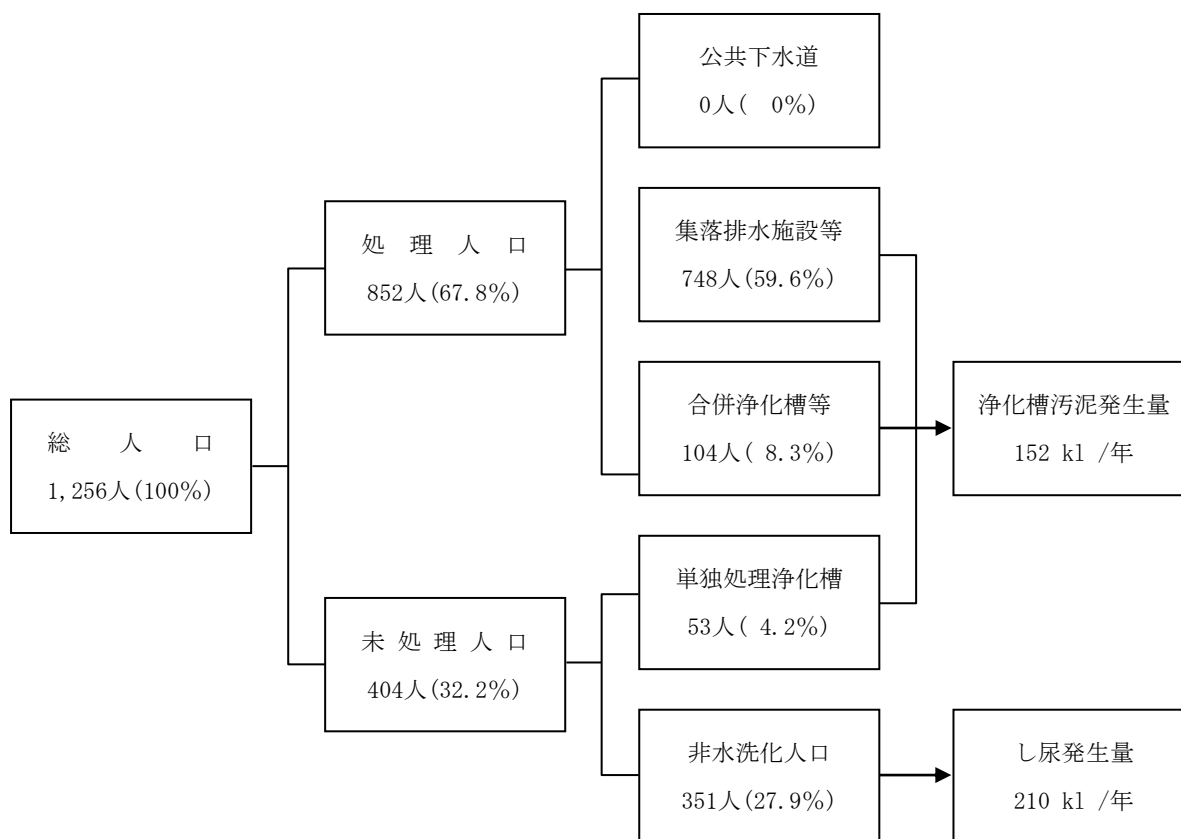 公共下水道
0人( 0%)
処 理 人 口
852人(67.8%)
集落排水施設等
748人(59.6%)
合併浄化槽等
104人( 8.3%)
浄化槽汚泥発生量
152 kl /年
総 人 口
1,256人(100%)
単独処理浄化槽
53人( 4.2%)
未 処 理 人 口
404人(32.2%)
非水洗化人口
351人(27.9%)
し尿発生量
210 kl /年